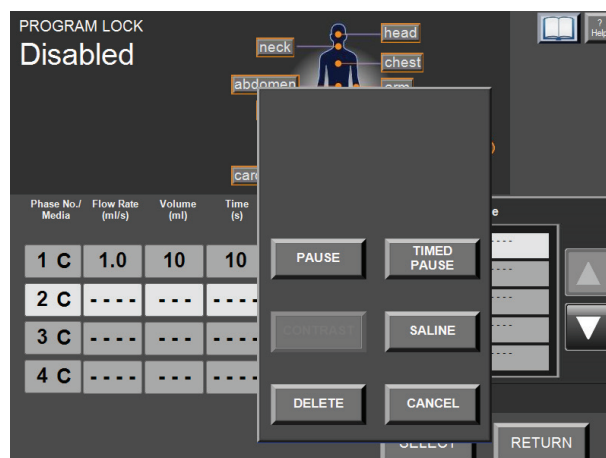 PROGRAM LOCK
Disabled
neck
head
chest
abdomen
?
Help
Phase No./ Flow Rate Volume Time
Media (ml/s) (ml) (s)
1 C 1.0 10 10
2 C ---- ---- ----
3 C ---- ---- ----
4 C ---- ---- ----
PAUSE
TIMED
PAUSE
CONTRAST
SALINE
DELETE
CANCEL
----
----
----
----
----
SELECT
RETURN